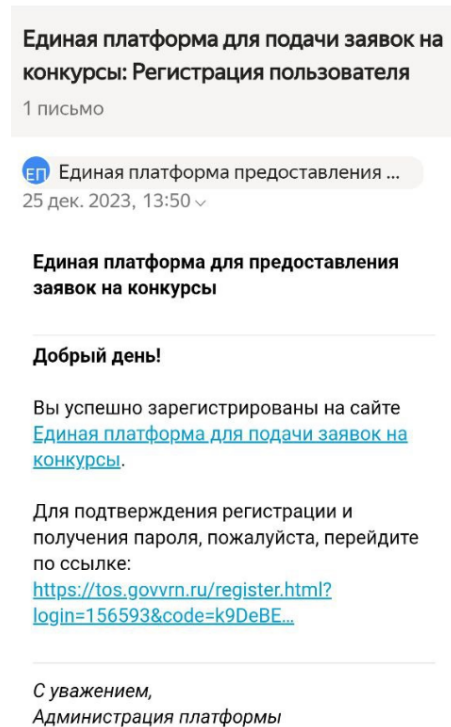 Единая платформа для подачи заявок на
конкурсы: Регистрация пользователя
1 письмо
ЕП Единая платформа предоставления ...
25 дек. 2023, 13:50
Единая платформа для предоставления
заявок на конкурсы
Добрый день!
Вы успешно зарегистрированы на сайте
Единая платформа для подачи заявок на
конкурсы.
Для подтверждения регистрации и
получения пароля, пожалуйста, перейдите
по ссылке:
https://tos.govvrn.ru/register.html?
login=156593&code=k9DeBE...
С уважением,
Администрация платформы